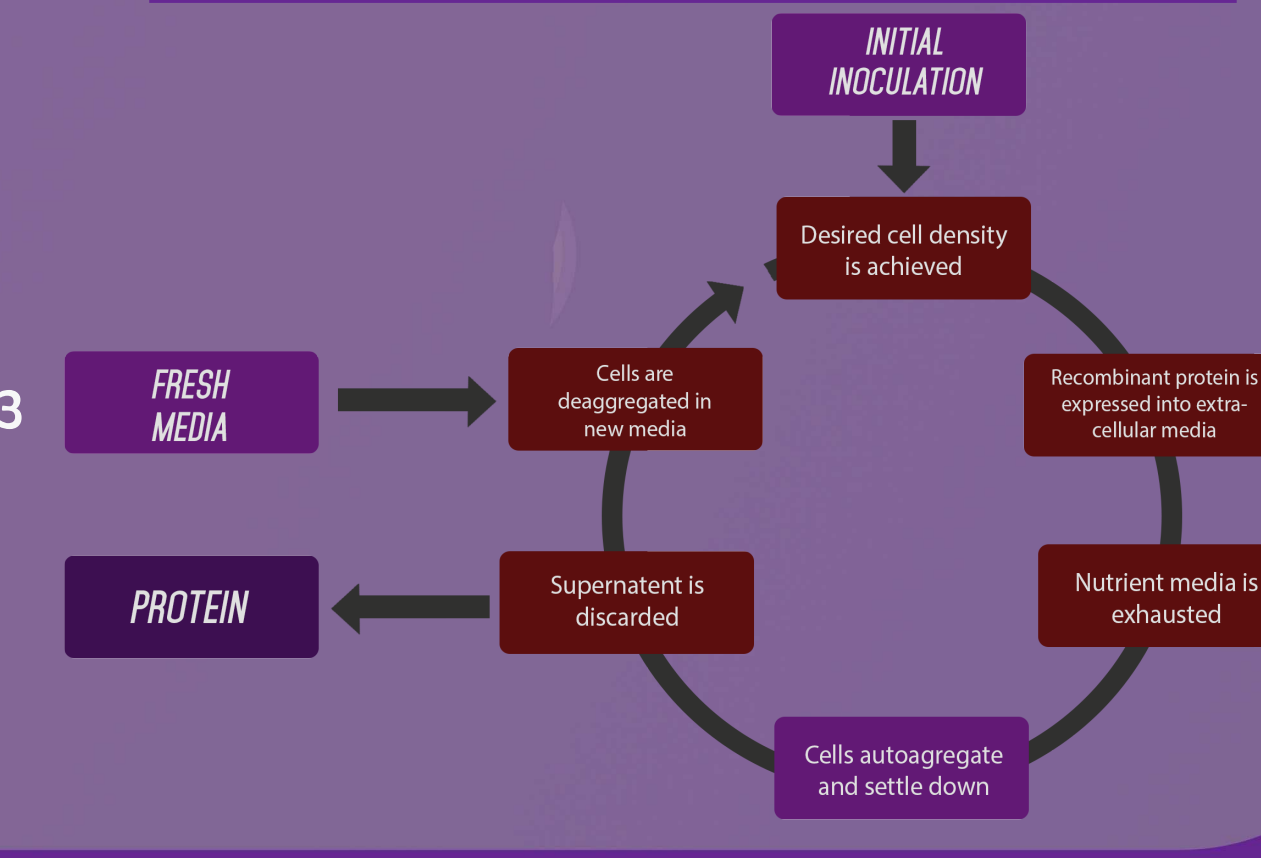 INITIAL
INOCULATION
Desired cell density
is achieved
Recombinant protein is
expressed into extra-
cellular media
Nutrient media is
exhausted
Cells autoagregate
and settle down
Supernatent is
discarded
PROTEIN
Cells are
deaggregated in
new media
FRESH
MEDIA
3